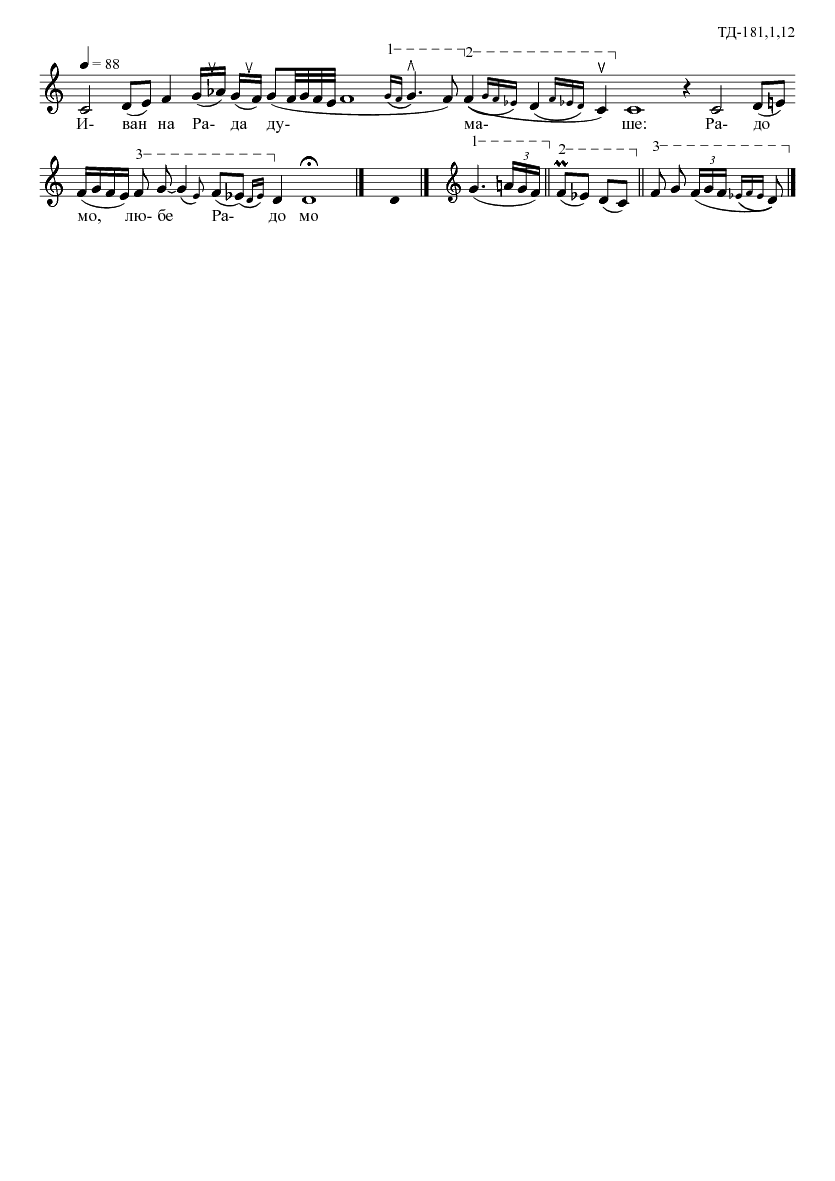 ТД-181,1,12
♩ = 88
1 2
И- ван на Ра- да ду- ма- ше: Ра- до
3 1 3 2 3 3
мо, лю- бе Ра- до мо